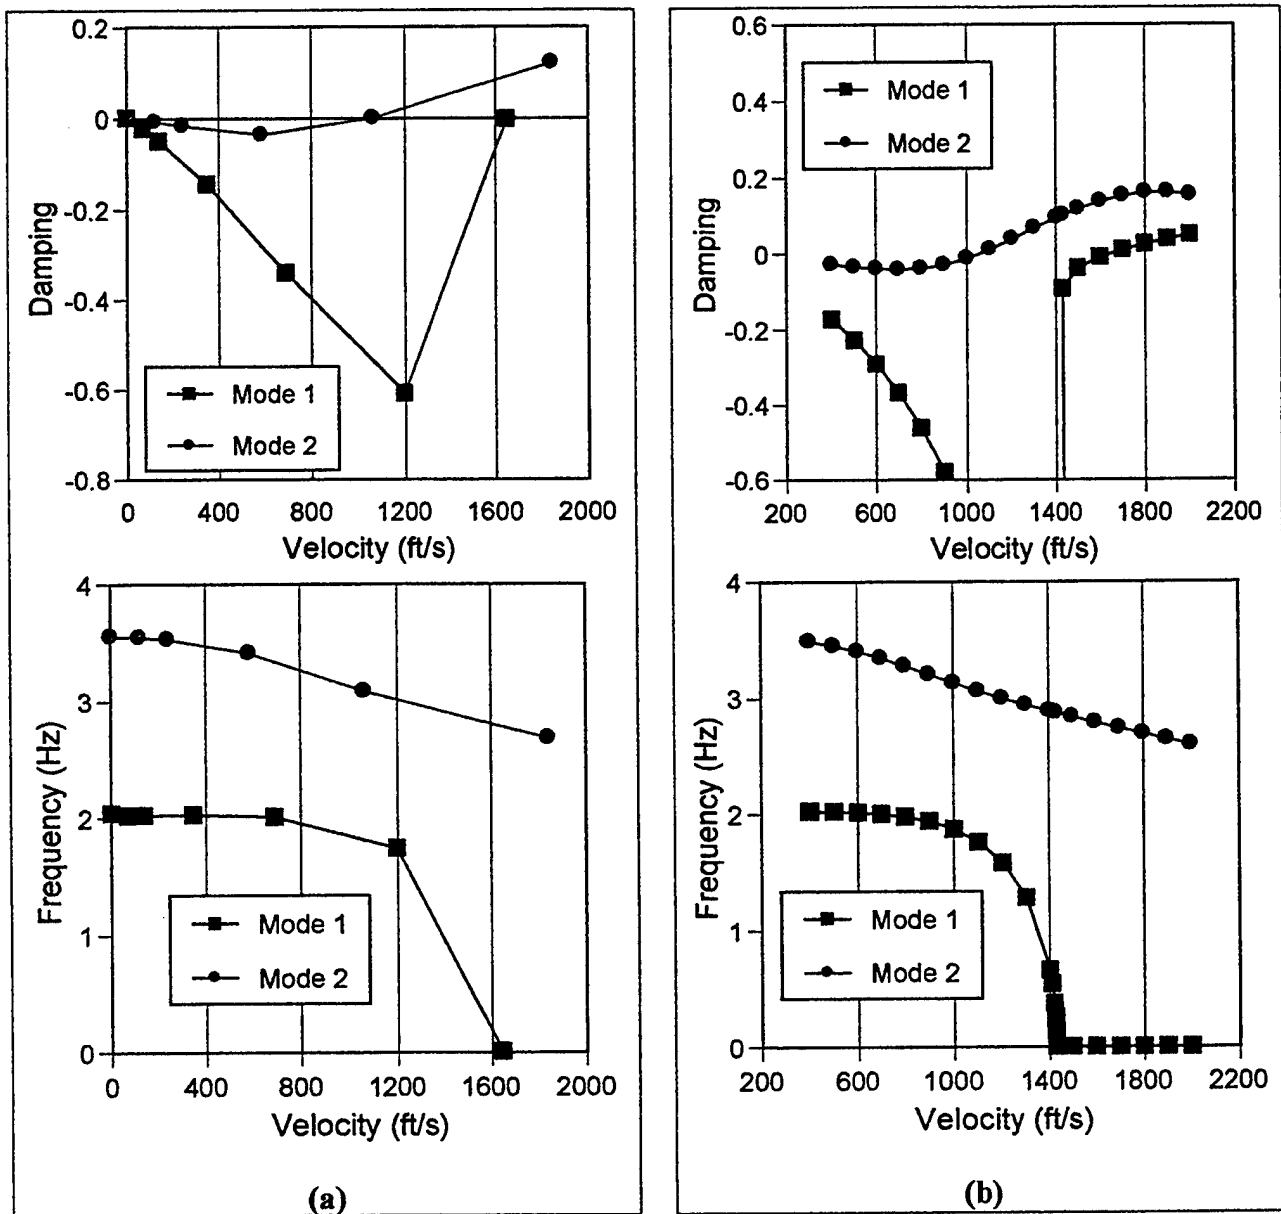 0.2
0
-0.2
-0.4
-0.6
-0.8
Damping
Mode 1
Mode 2
0 400 800 1200 1600 2000
Velocity (ft/s)
4
3
2
1
0
Frequency (Hz)
Mode 1
Mode 2
0 400 800 1200 1600 2000
Velocity (ft/s)
(a)
0.6
0.4
0.2
0
-0.2
-0.4
-0.6
Damping
Mode 1
Mode 2
200 600 1000 1400 1800 2200
Velocity (ft/s)
4
3
2
1
0
Frequency (Hz)
Mode 1
Mode 2
200 600 1000 1400 1800 2200
Velocity (ft/s)
(b)